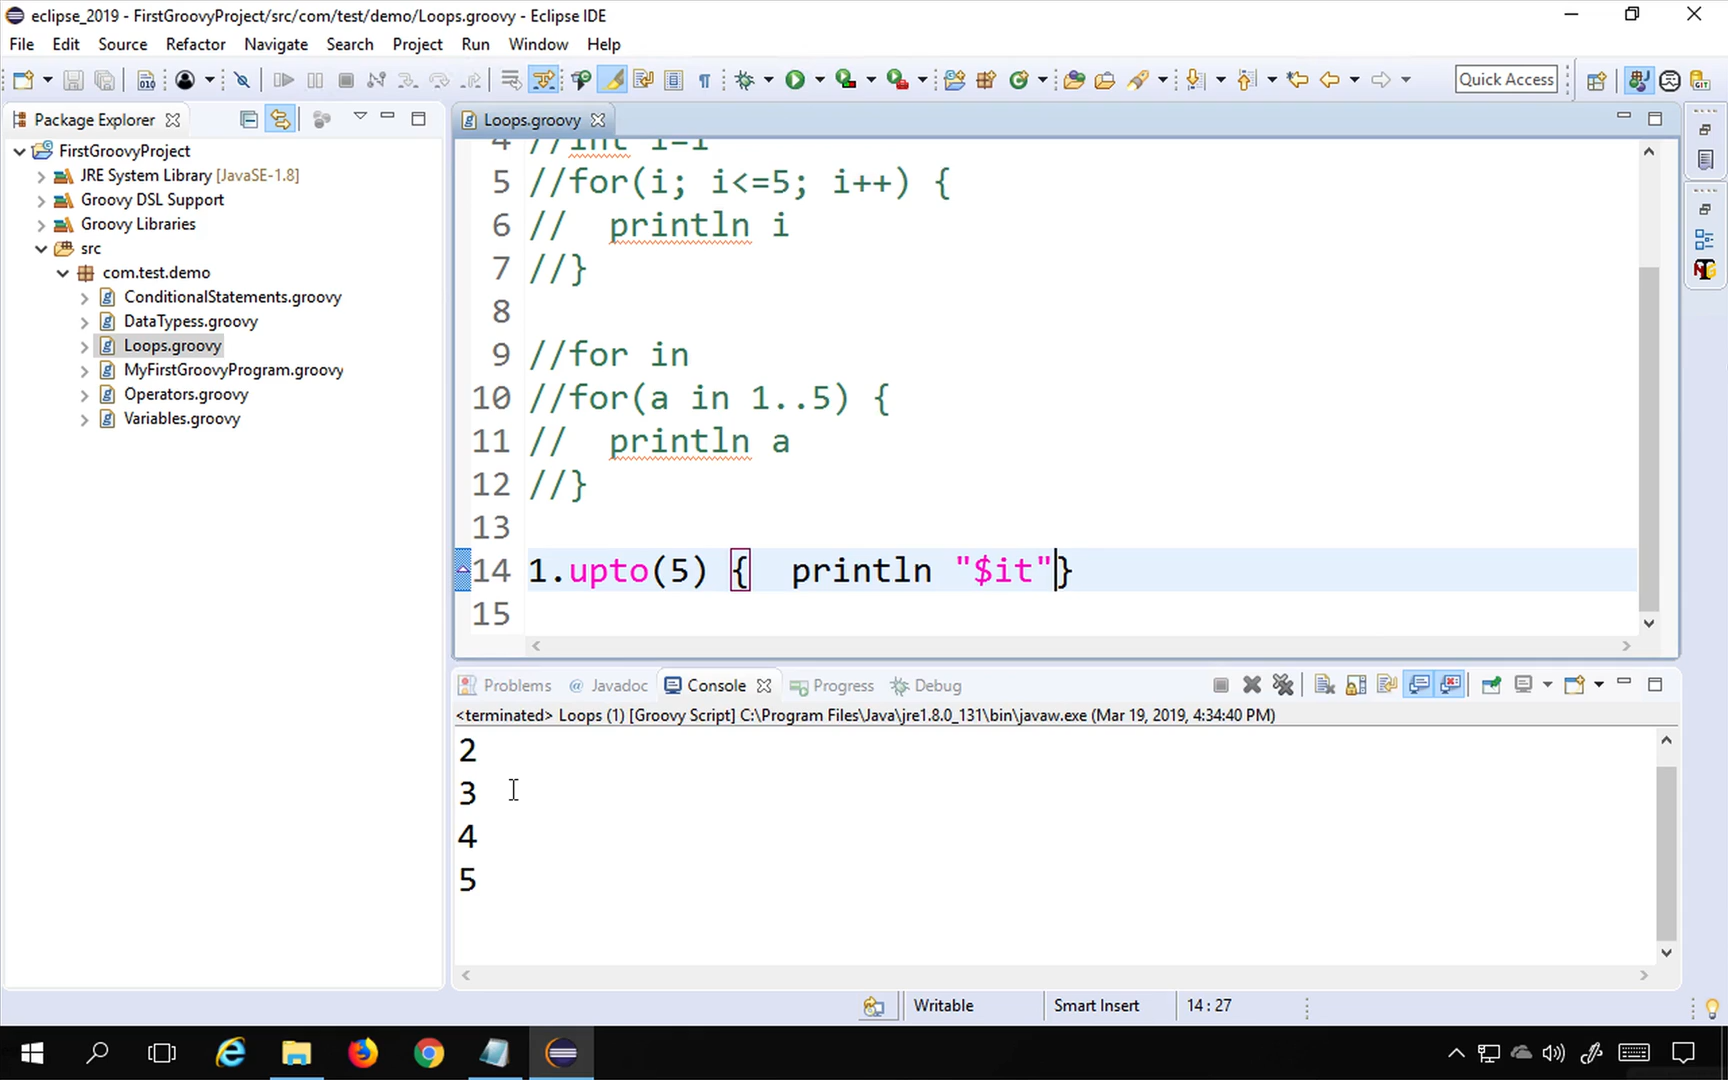 eclipse_2019 - FirstGroovyProject/src/com/test/demo/Loops.groovy - Eclipse IDE
File Edit Source Refactor Navigate Search Project Run Window Help
Quick Access
Package Explorer
FirstGroovyProject
JRE System Library [JavaSE-1.8]
Groovy DSL Support
Groovy Libraries
src
com.test.demo
ConditionalStatements.groovy
DataTypess.groovy
Loops.groovy
MyFirstGroovyProgram.groovy
Operators.groovy
Variables.groovy
Loops.groovy
5 //for(i; i<=5; i++) {
6 // println i
7 //}
8
9 //for in
10 //for(a in 1..5) {
11 // println a
12 //}
13
14 1.upto(5) { println "$it"}
15
Problems Javadoc Console Progress Debug
<terminated> Loops (1) [Groovy Script] C:\Program Files\Java\jre1.8.0_131\bin\javaw.exe (Mar 19, 2019, 4:34:40 PM)
2
3
4
5
Writable Smart Insert 14 : 27